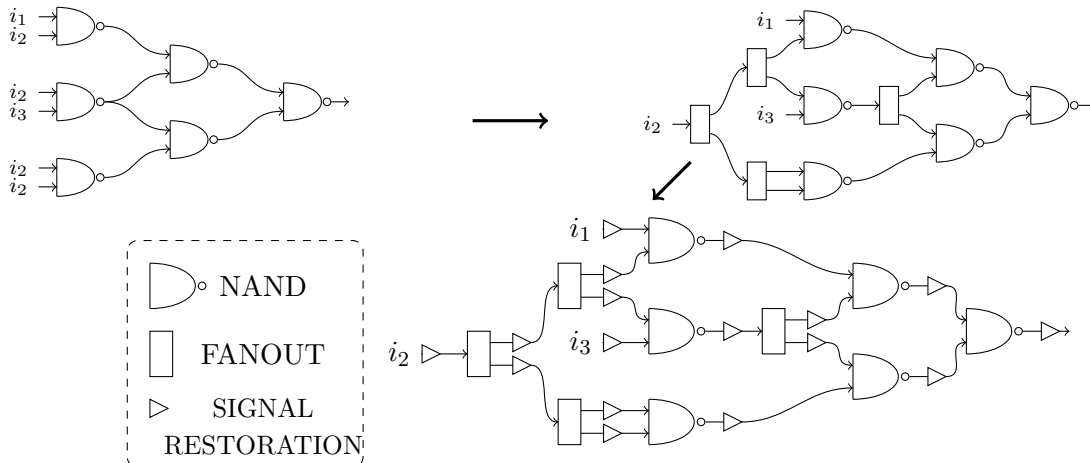 i₁
i₂
i₂
i₃
i₂
i₂
i₁
i₃
i₂
i₁
i₃
i₂
NAND
FANOUT
SIGNAL
RESTORATION